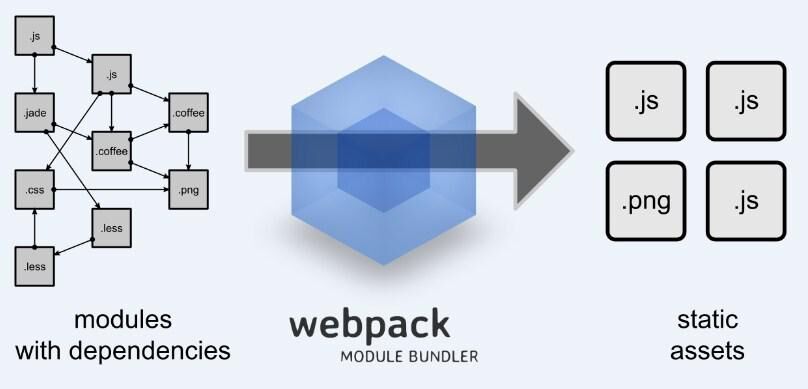 .js
.js
.jade
.coffee
.coffee
.css
.png
.less
.less
modules
with dependencies
webpack
MODULE BUNDLER
.js
.js
.png
.js
static
assets